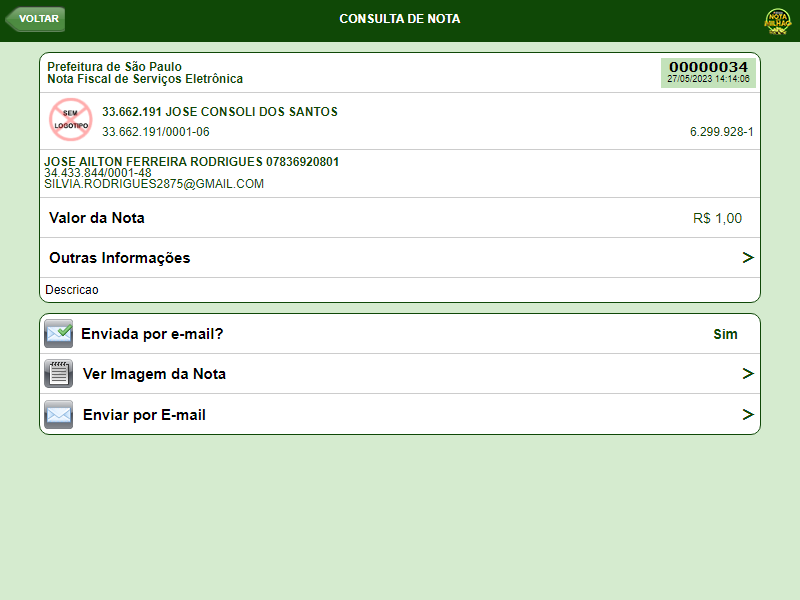 VOLTAR
CONSULTA DE NOTA
NOTA
MILHÃO
Prefeitura de São Paulo
Nota Fiscal de Serviços Eletrônica
00000034
27/05/2023 14:14:06
SEM
LOGOTIPO
33.662.191 JOSE CONSOLI DOS SANTOS
33.662.191/0001-06
6.299.928-1
JOSE AILTON FERREIRA RODRIGUES 07836920801
34.433.844/0001-48
SILVIA.RODRIGUES2875@GMAIL.COM
Valor da Nota
R$ 1,00
Outras Informações
>
Descricao
Enviada por e-mail?
Sim
Ver Imagem da Nota
>
Enviar por E-mail
>